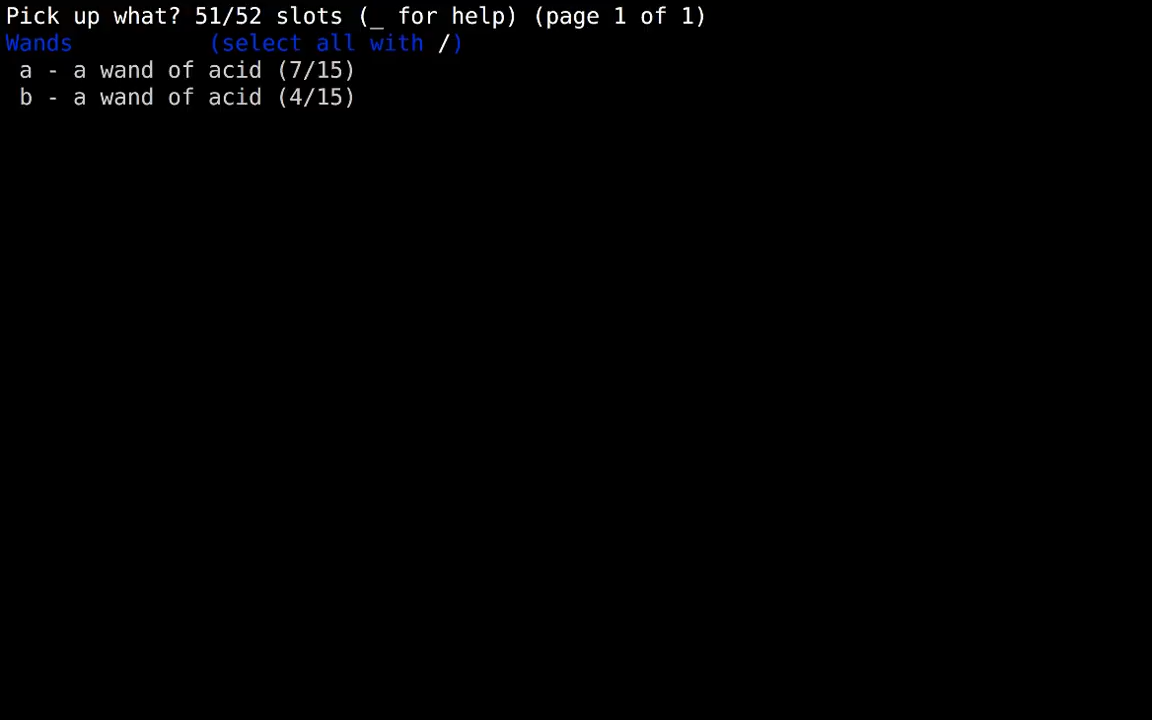 Pick up what? 51/52 slots (_ for help) (page 1 of 1)
Wands (select all with /)
a - a wand of acid (7/15)
b - a wand of acid (4/15)